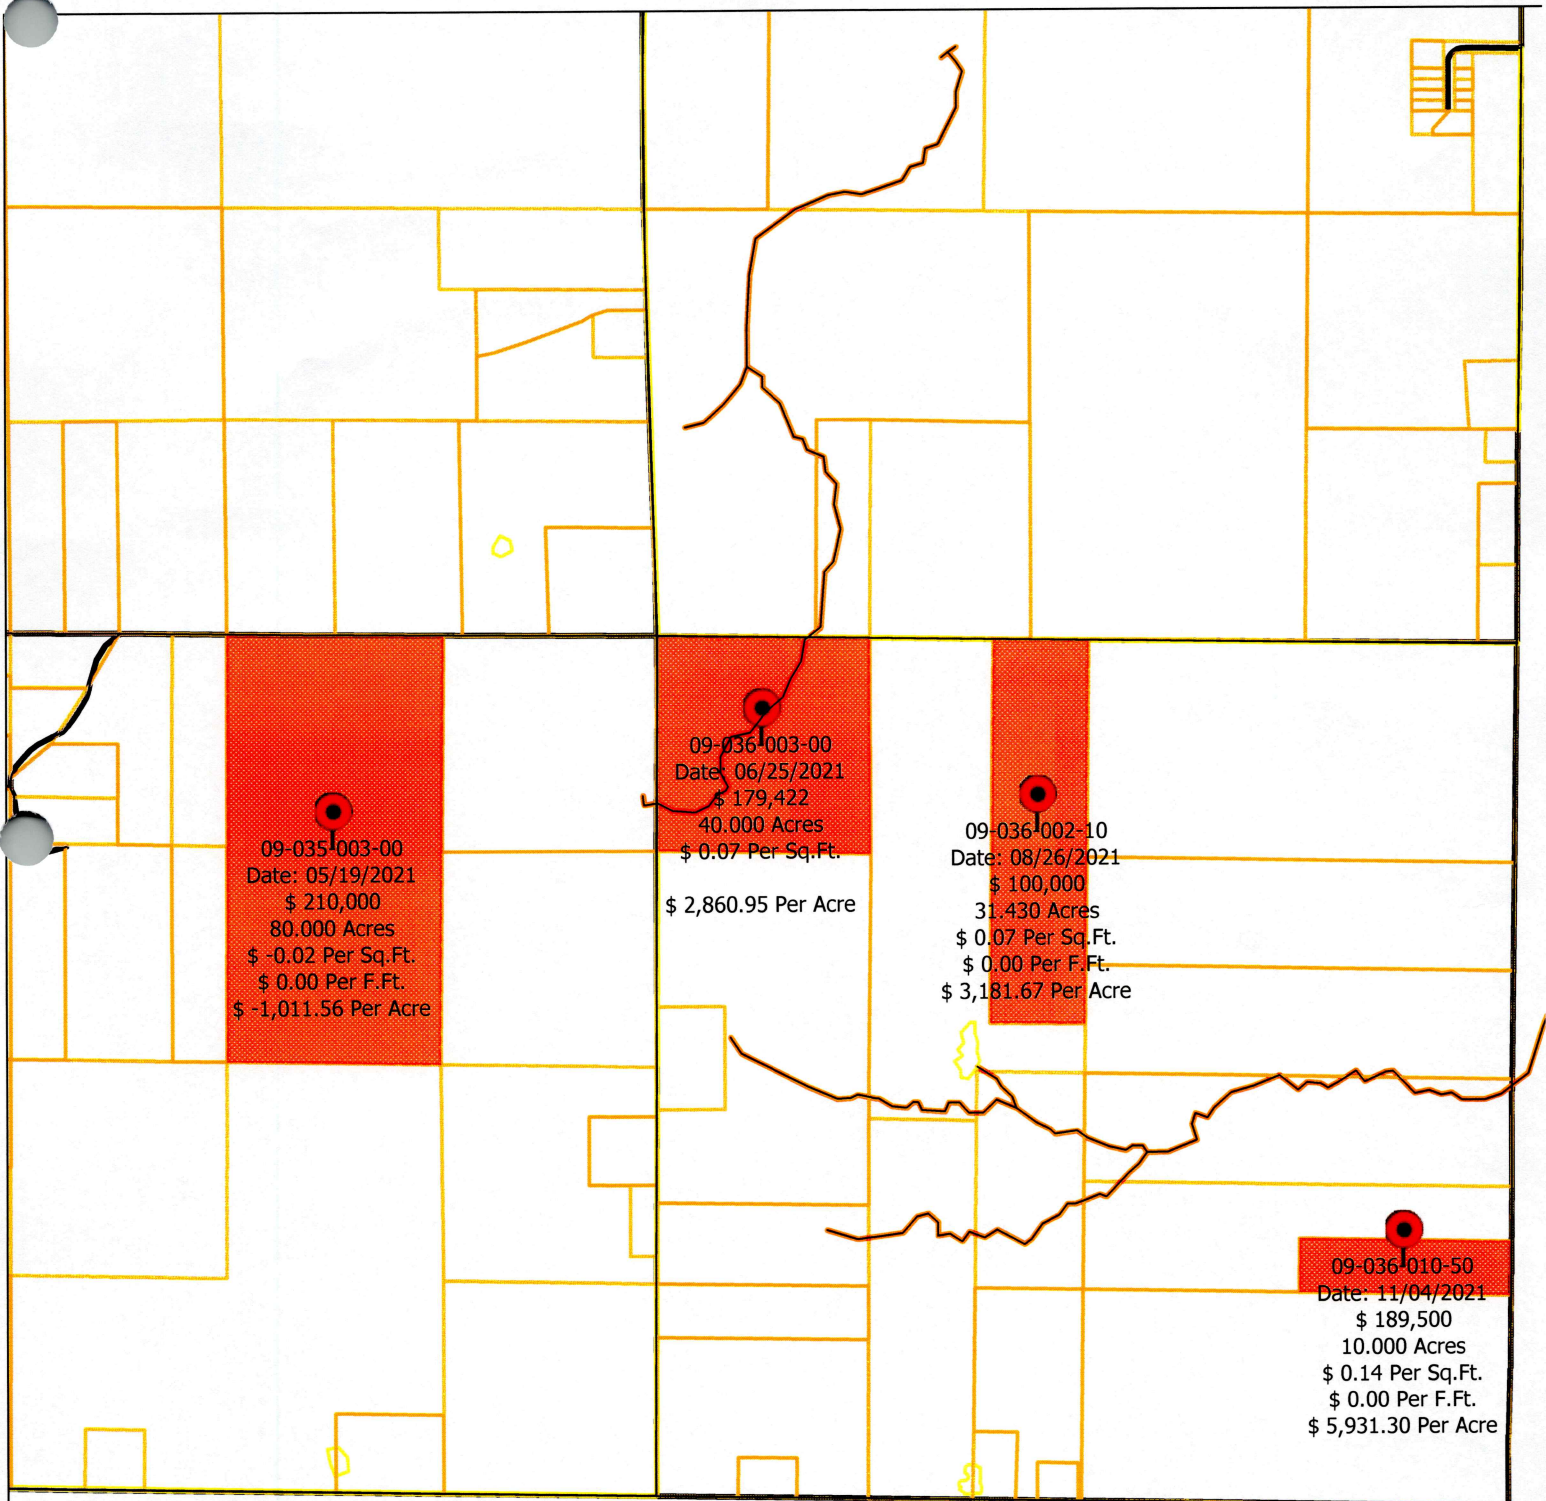 09-036-003-00
Date: 06/25/2021
$ 179,422
40.000 Acres
$ 0.07 Per Sq.Ft.
$ 2,860.95 Per Acre
09-035-003-00
Date: 05/19/2021
$ 210,000
80.000 Acres
$ -0.02 Per Sq.Ft.
$ 0.00 Per F.Ft.
$ -1,011.56 Per Acre
09-036-002-10
Date: 08/26/2021
$ 100,000
31.430 Acres
$ 0.07 Per Sq.Ft.
$ 0.00 Per F.Ft.
$ 3,181.67 Per Acre
09-036-010-50
Date: 11/04/2021
$ 189,500
10.000 Acres
$ 0.14 Per Sq.Ft.
$ 0.00 Per F.Ft.
$ 5,931.30 Per Acre